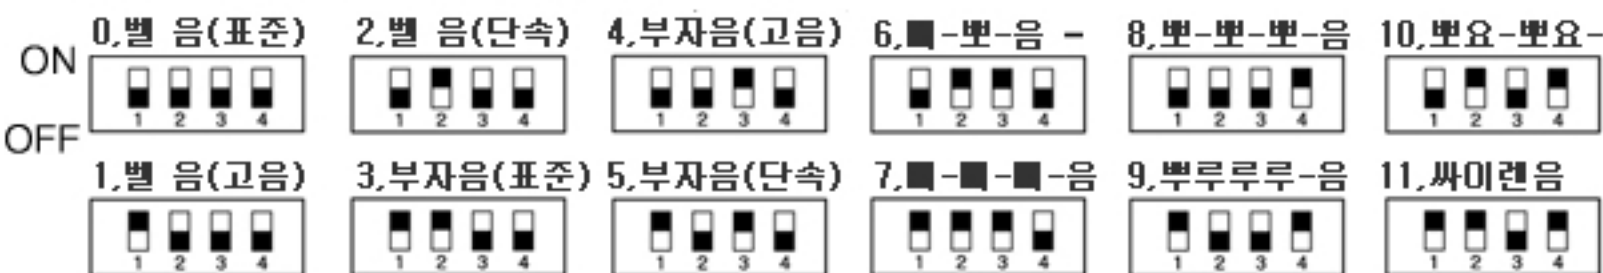 0,벨 음(표준) 2,벨 음(단속) 4,부자음(고음) 6,■-뽀-음 - 8,뽀-뽀-뽀-음 10,뽀요-뽀요-
ON
1 2 3 4 1 2 3 4 1 2 3 4 1 2 3 4 1 2 3 4 1 2 3 4
OFF
1,벨 음(고음) 3,부자음(표준) 5,부자음(단속) 7,■-■-■-음 9,뿌루루루-음 11,싸이렌음
1 2 3 4 1 2 3 4 1 2 3 4 1 2 3 4 1 2 3 4 1 2 3 4